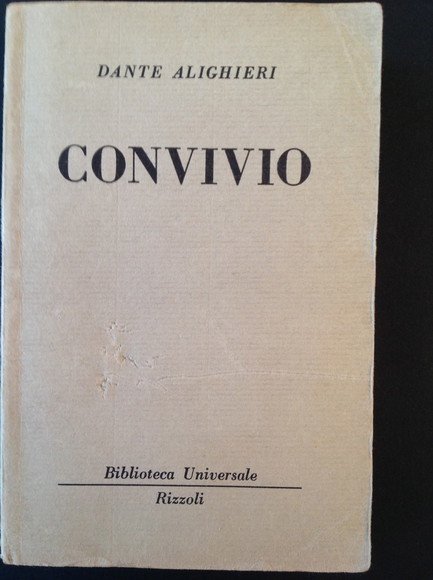 DANTE ALIGHIERI
CONVIVIO
Biblioteca Universale
Rizzoli